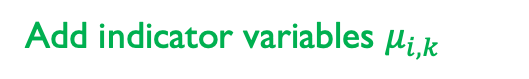 Add indicator variables μ_{i,k}